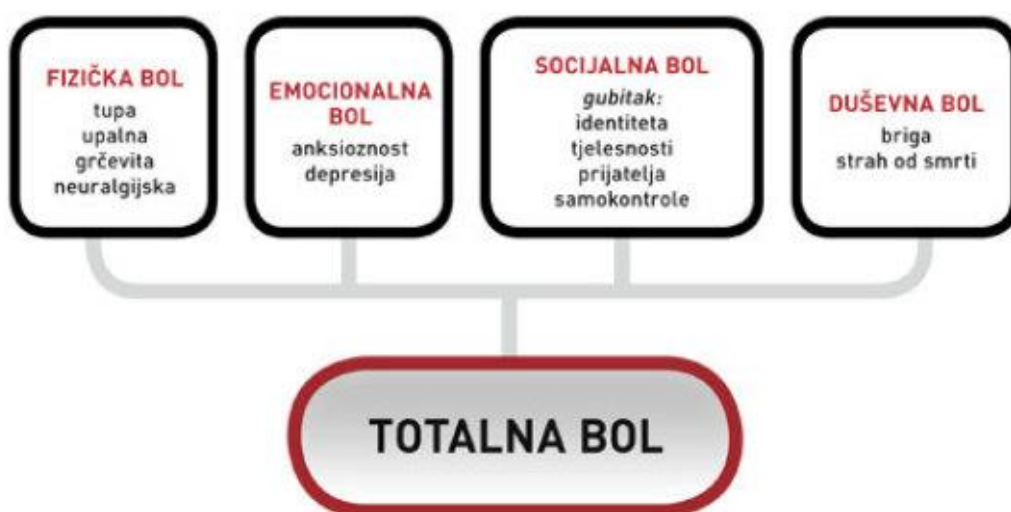 FIZIČKA BOL
tupa
upalna
grčevita
neuralgijska
EMOCIONALNA
BOL
anksioznost
depresija
SOCIJALNA BOL
gubitak:
identiteta
tjelesnosti
prijatelja
samokontrole
DUŠEVNA BOL
briga
strah od smrti
TOTALNA BOL